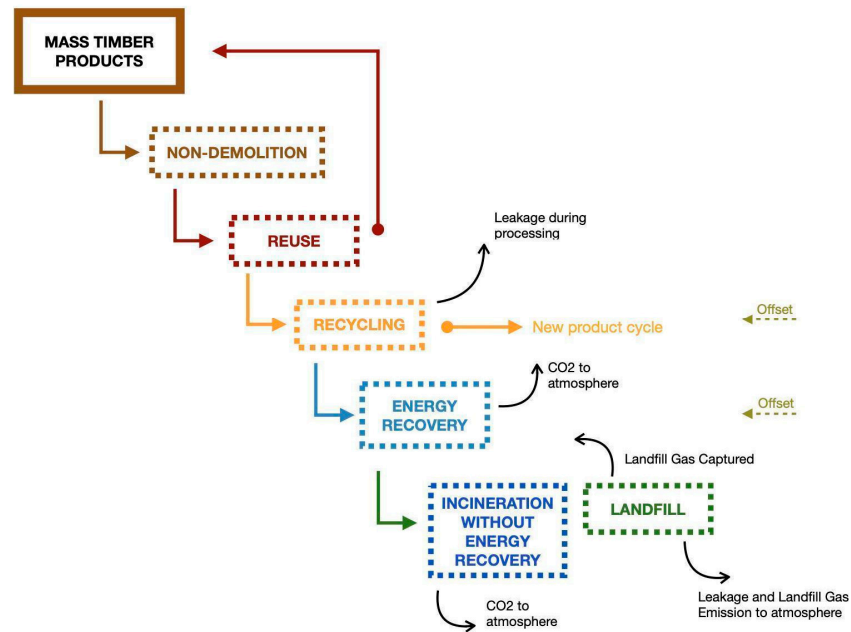 MASS TIMBER
PRODUCTS
NON-DEMOLITION
REUSE
Leakage during
processing
RECYCLING
New product cycle
Offset
CO2 to
atmosphere
ENERGY
RECOVERY
Offset
Landfill Gas Captured
INCINERATION
WITHOUT
ENERGY
RECOVERY
LANDFILL
CO2 to
atmosphere
Leakage and Landfill Gas
Emission to atmosphere